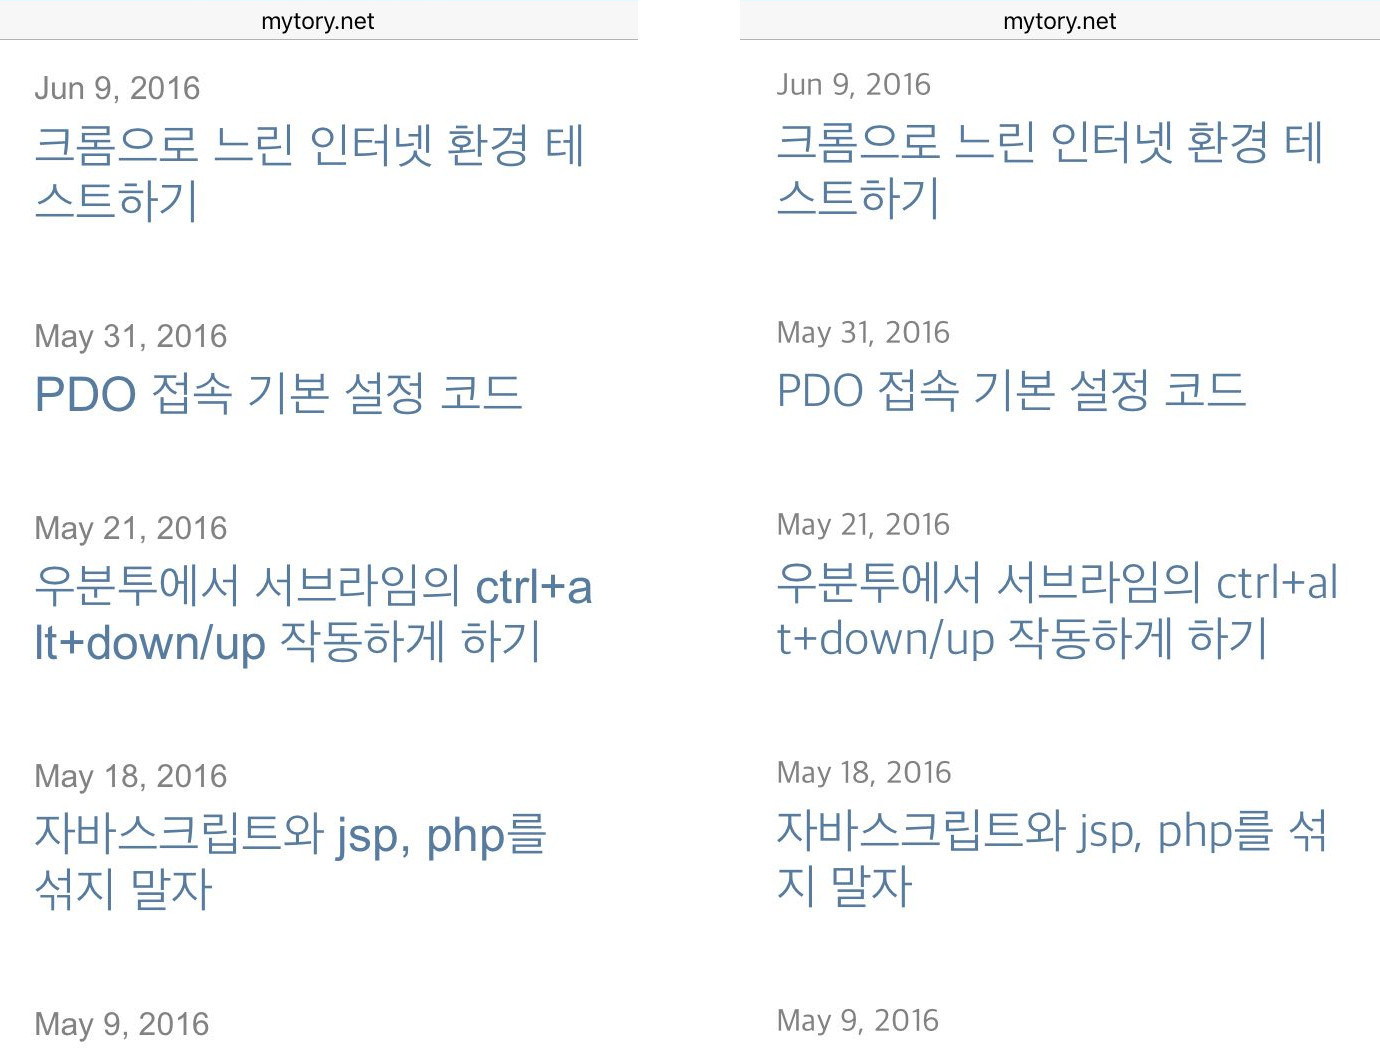 mytory.net
Jun 9, 2016
크롬으로 느린 인터넷 환경 테
스트하기
May 31, 2016
PDO 접속 기본 설정 코드
May 21, 2016
우분투에서 서브라임의 ctrl+a
lt+down/up 작동하게 하기
May 18, 2016
자바스크립트와 jsp, php를
섞지 말자
May 9, 2016
mytory.net
Jun 9, 2016
크롬으로 느린 인터넷 환경 테
스트하기
May 31, 2016
PDO 접속 기본 설정 코드
May 21, 2016
우분투에서 서브라임의 ctrl+al
t+down/up 작동하게 하기
May 18, 2016
자바스크립트와 jsp, php를 섞
지 말자
May 9, 2016